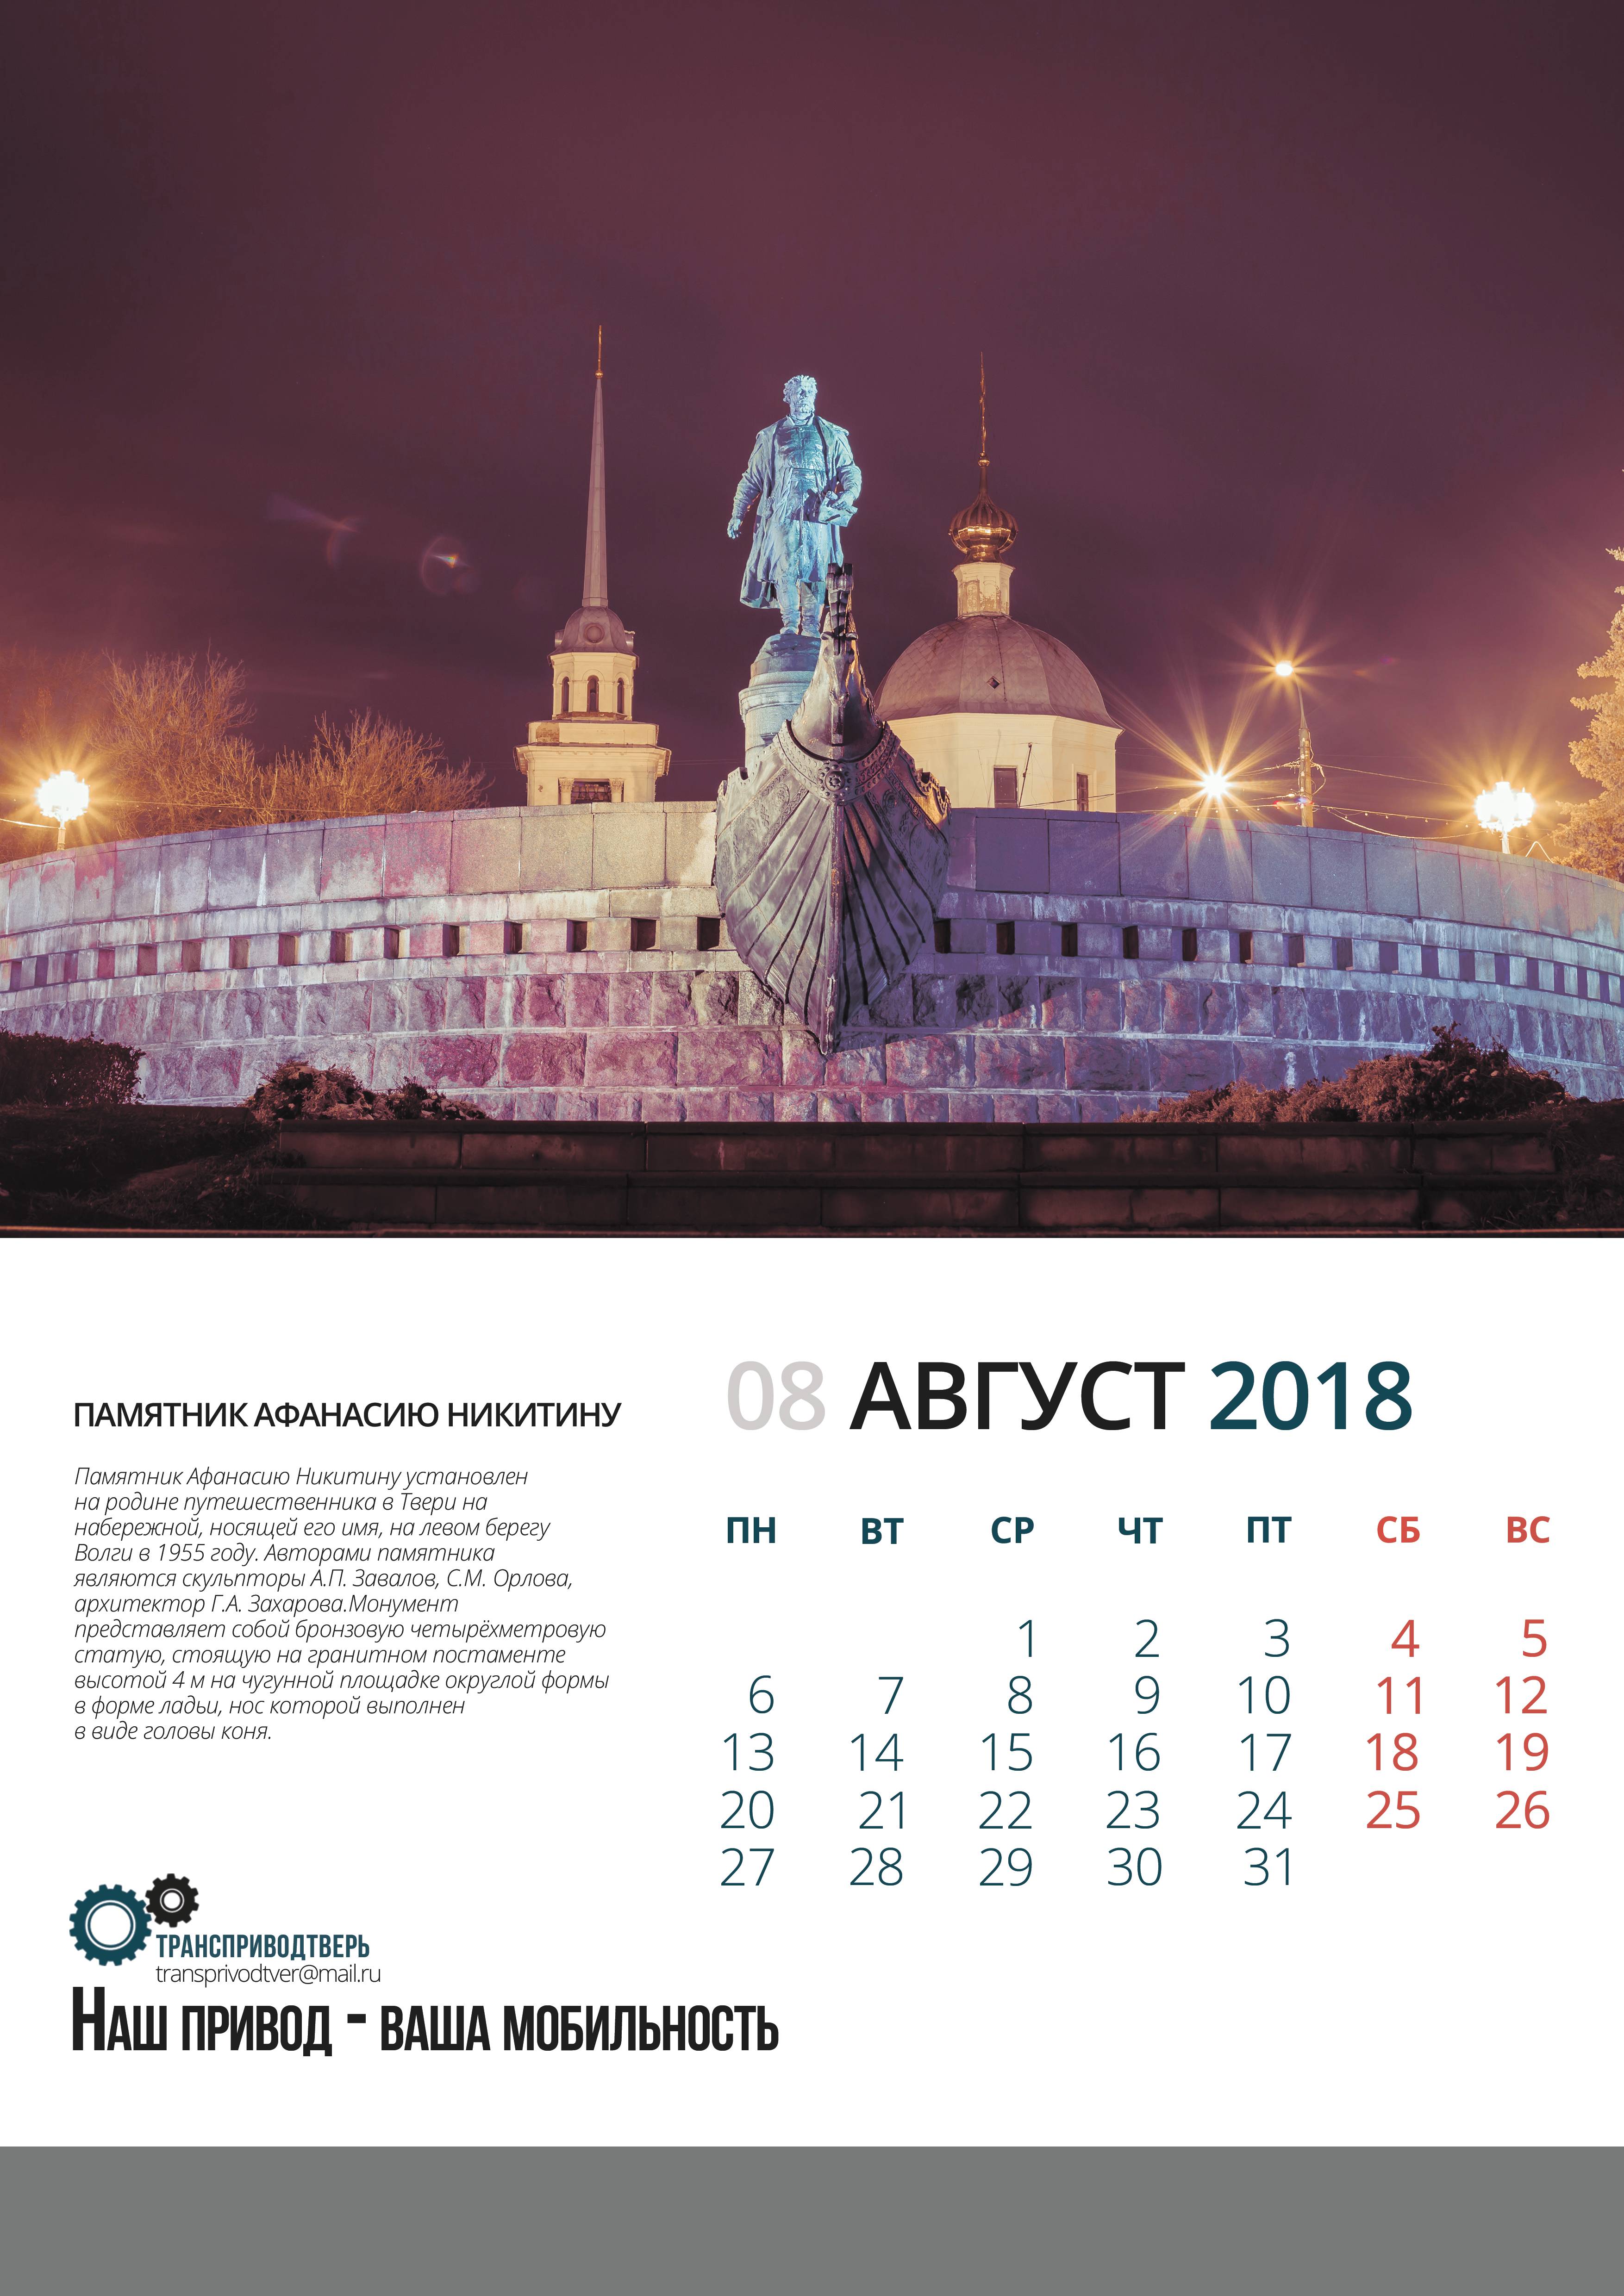 08 АВГУСТ 2018
ПАМЯТНИК АФАНАСИЮ НИКИТИНУ
Памятник Афанасию Никитину установлен
на родине путешественника в Твери на
набережной, носящей его имя, на левом берегу
Волги в 1955 году. Авторами памятника
являются скульпторы А.П. Завалов, С.М. Орлова,
архитектор Г.А. Захарова.Монумент
представляет собой бронзовую четырёхметровую
статую, стоящую на гранитном постаменте
высотой 4 м на чугунной площадке округлой формы
в форме ладьи, нос которой выполнен
в виде головы коня.
ПН ВТ СР ЧТ ПТ СБ ВС
1 2 3 4 5
6 7 8 9 10 11 12
13 14 15 16 17 18 19
20 21 22 23 24 25 26
27 28 29 30 31
ТРАНСПРИВОДТВЕРЬ
transprivodtver@mail.ru
НАШ ПРИВОД - ВАША МОБИЛЬНОСТЬ